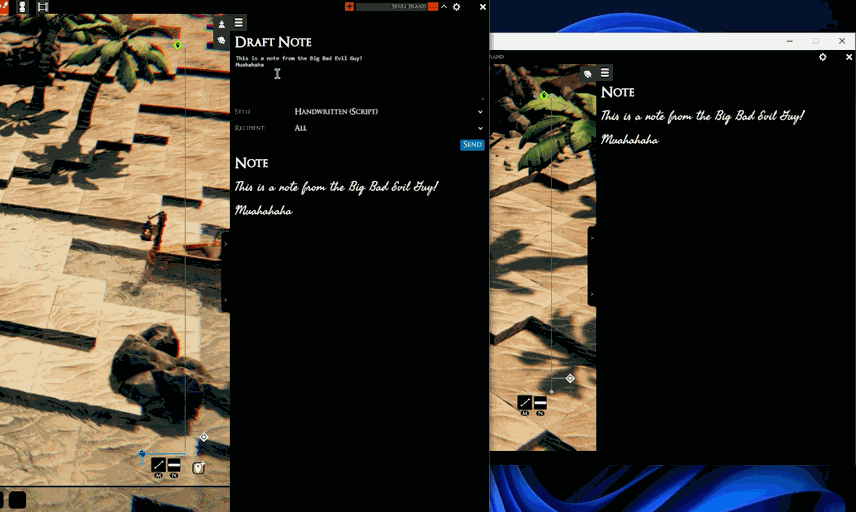 Skull Island
Draft Note
This is a note from the Big Bad Evil Guy!
Muahahaha
Style:
Handwritten (Script)
Recipient:
All
Send
Note
This is a note from the Big Bad Evil Guy!
Muahahaha
M
N
land
Note
This is a note from the Big Bad Evil Guy!
Muahahaha
M
N